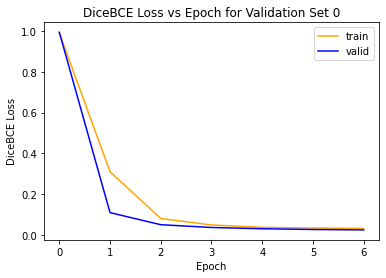 DiceBCE Loss vs Epoch for Validation Set 0
train
valid
DiceBCE Loss
1.0
0.8
0.6
0.4
0.2
0.0
0 1 2 3 4 5 6
Epoch